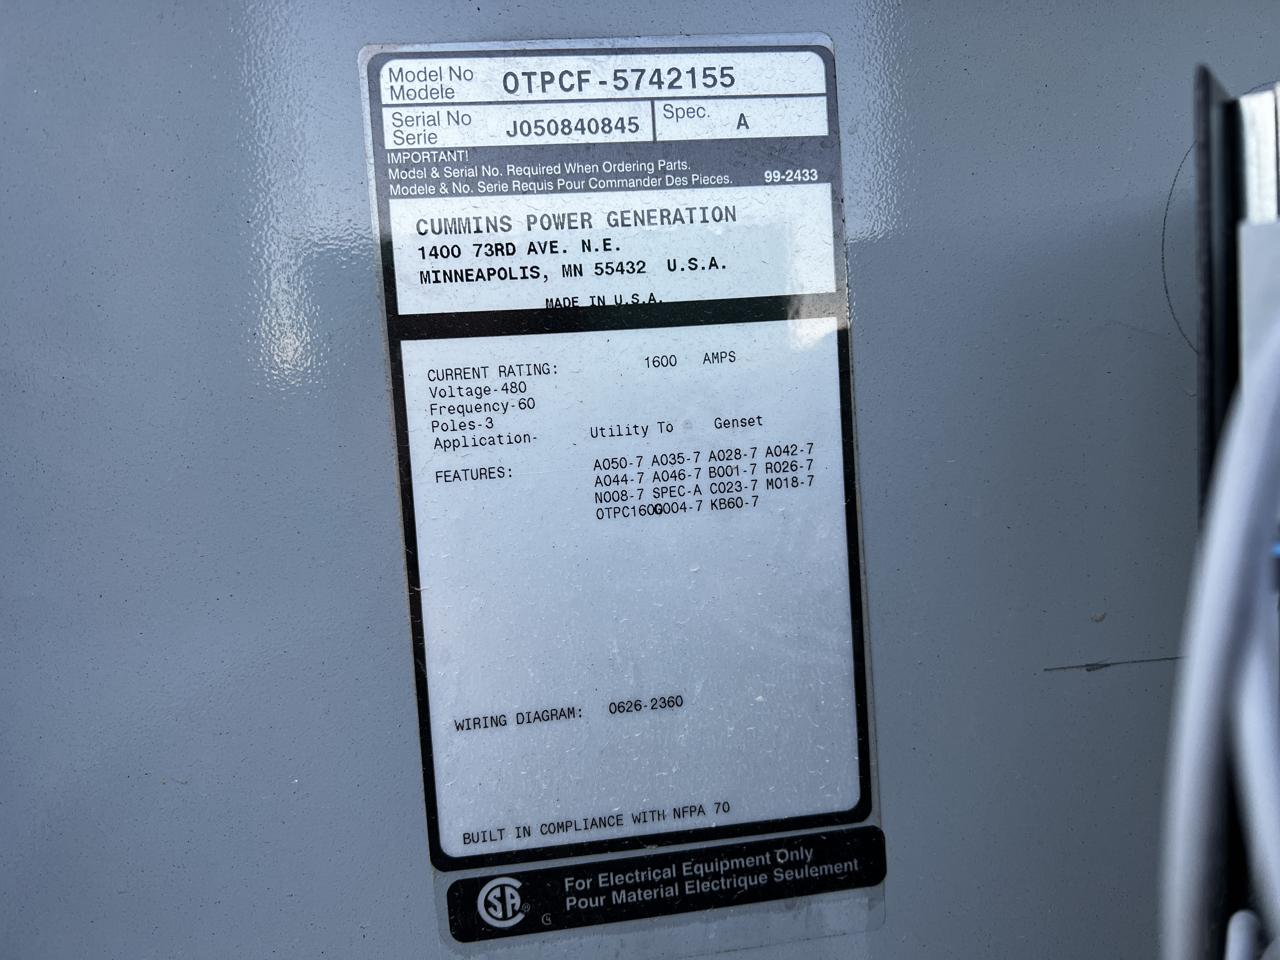 Model No
Modele
OTPCF-5742155
Serial No
Serie
J050840845
Spec.
A
IMPORTANT!
Model & Serial No. Required When Ordering Parts.
Modele & No. Serie Requis Pour Commander Des Pieces.
99-2433
CUMMINS POWER GENERATION
1400 73RD AVE. N.E.
MINNEAPOLIS, MN 55432 U.S.A.
MADE IN U.S.A.
CURRENT RATING: 1600 AMPS
Voltage-480
Frequency-60
Poles-3
Application- Utility To Genset
FEATURES: A050-7 A035-7 A028-7 A042-7
A044-7 A046-7 B001-7 R026-7
N008-7 SPEC-A C023-7 M018-7
OTPC160G004-7 KB60-7
WIRING DIAGRAM: 0626-2360
BUILT IN COMPLIANCE WITH NFPA 70
SA ®
For Electrical Equipment Only
Pour Material Electrique Seulement